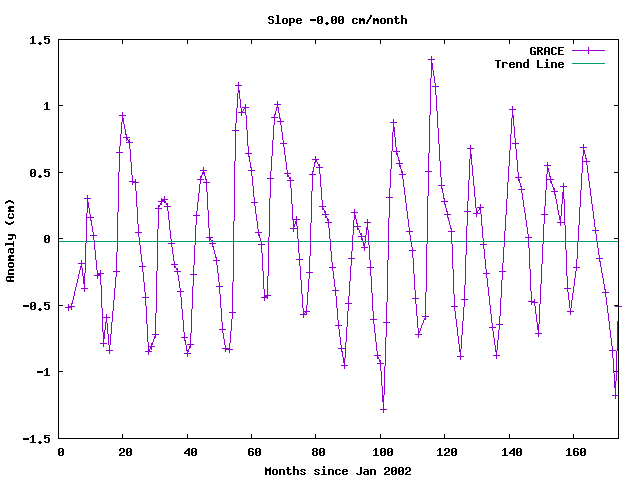 Slope -0.00 cm/month
GRACE
Trend Line
1.5
1
0.5
0
-0.5
-1
-1.5
Anomaly (cm)
0 20 40 60 80 100 120 140 160
Months since Jan 2002